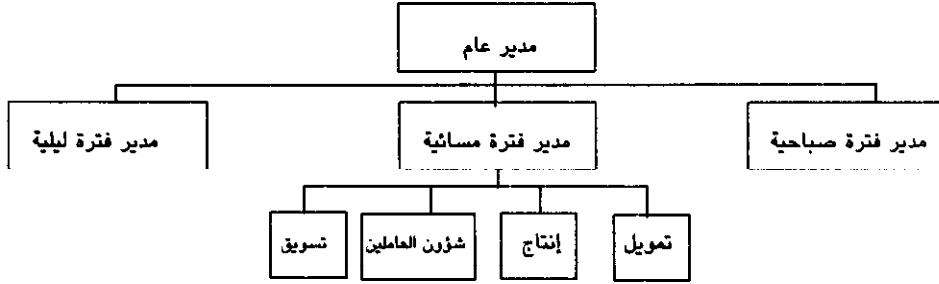 مدير عام
مدير فترة صباحية
مدير فترة مسائية
مدير فترة ليلية
تمويل
إنتاج
شؤون العاملين
تسويق